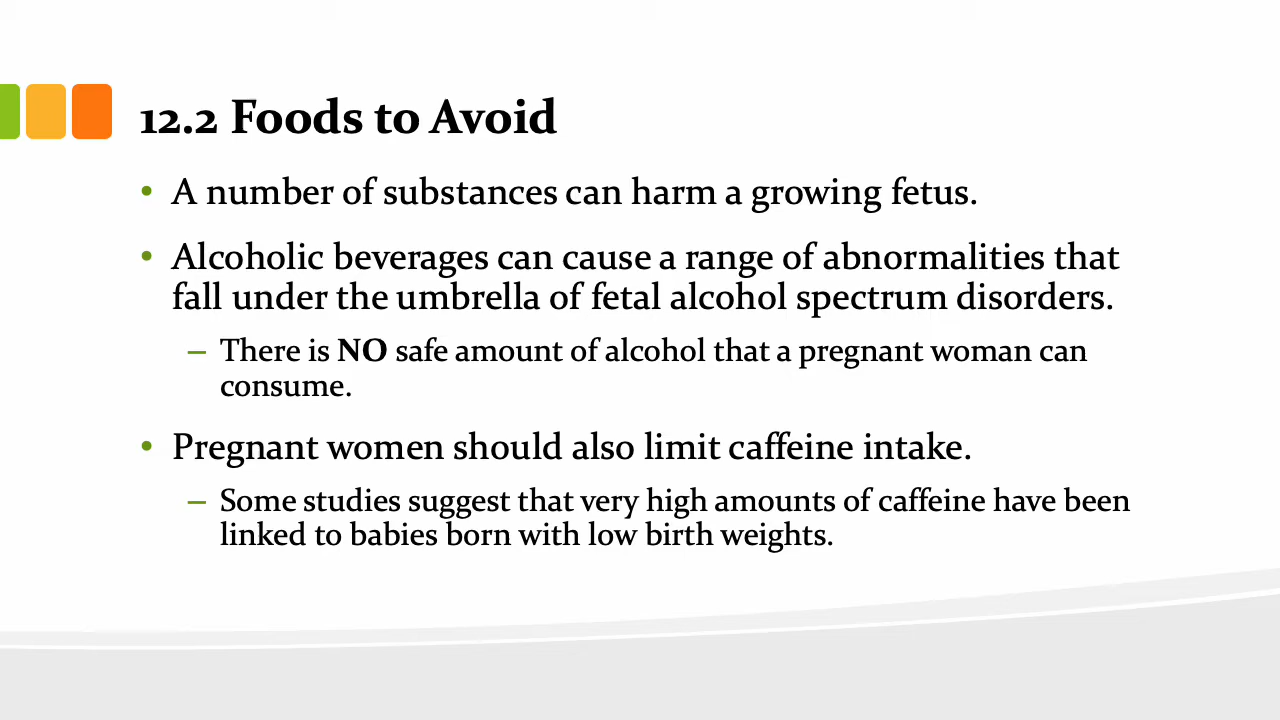 12.2 Foods to Avoid
• A number of substances can harm a growing fetus.
• Alcoholic beverages can cause a range of abnormalities that
fall under the umbrella of fetal alcohol spectrum disorders.
– There is NO safe amount of alcohol that a pregnant woman can
consume.
• Pregnant women should also limit caffeine intake.
– Some studies suggest that very high amounts of caffeine have been
linked to babies born with low birth weights.